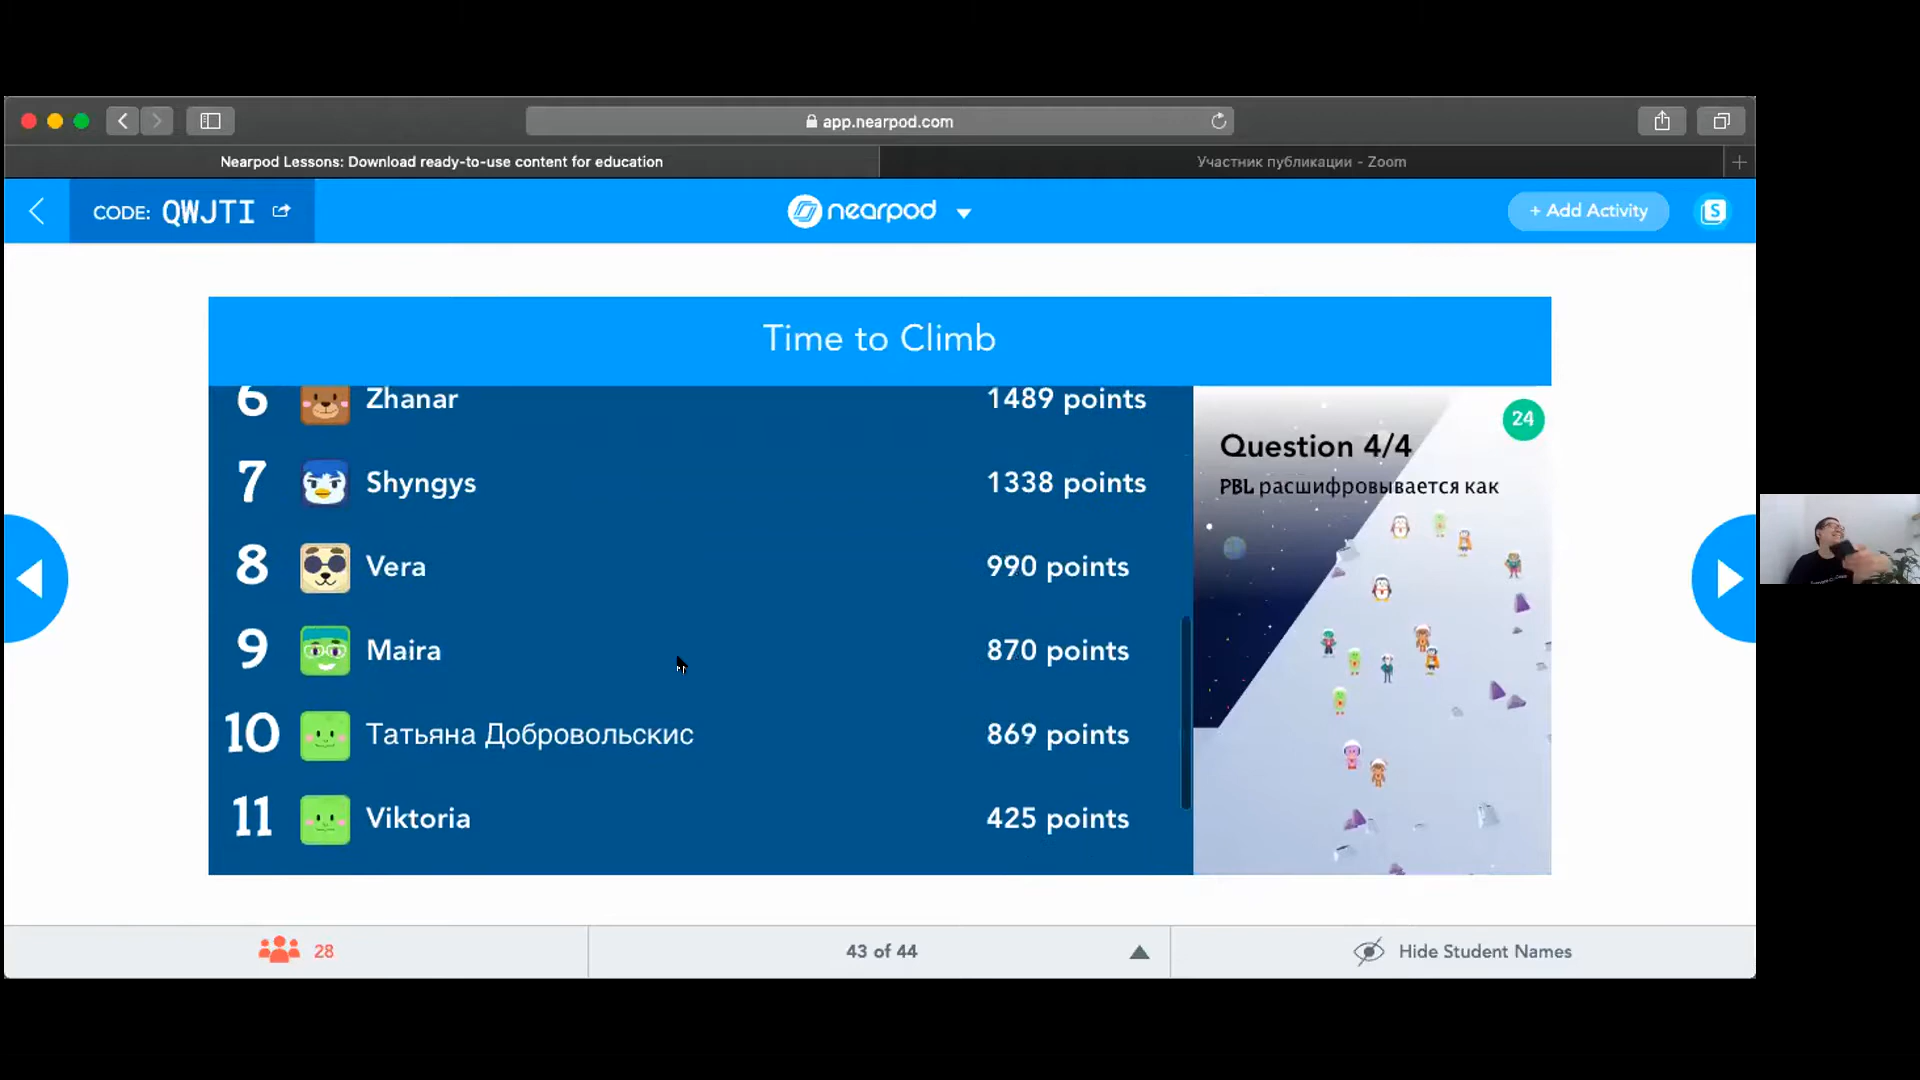 app.nearpod.com
Nearpod Lessons: Download ready-to-use content for education
Участник публикации - Zoom
CODE: QWJTI
nearpod
+ Add Activity
S
Time to Climb
6 Zhanar 1489 points
7 Shyngys 1338 points
8 Vera 990 points
9 Maira 870 points
10 Татьяна Добровольскис 869 points
11 Viktoria 425 points
24
Question 4/4
PBL расшифровывается как
28
43 of 44
Hide Student Names